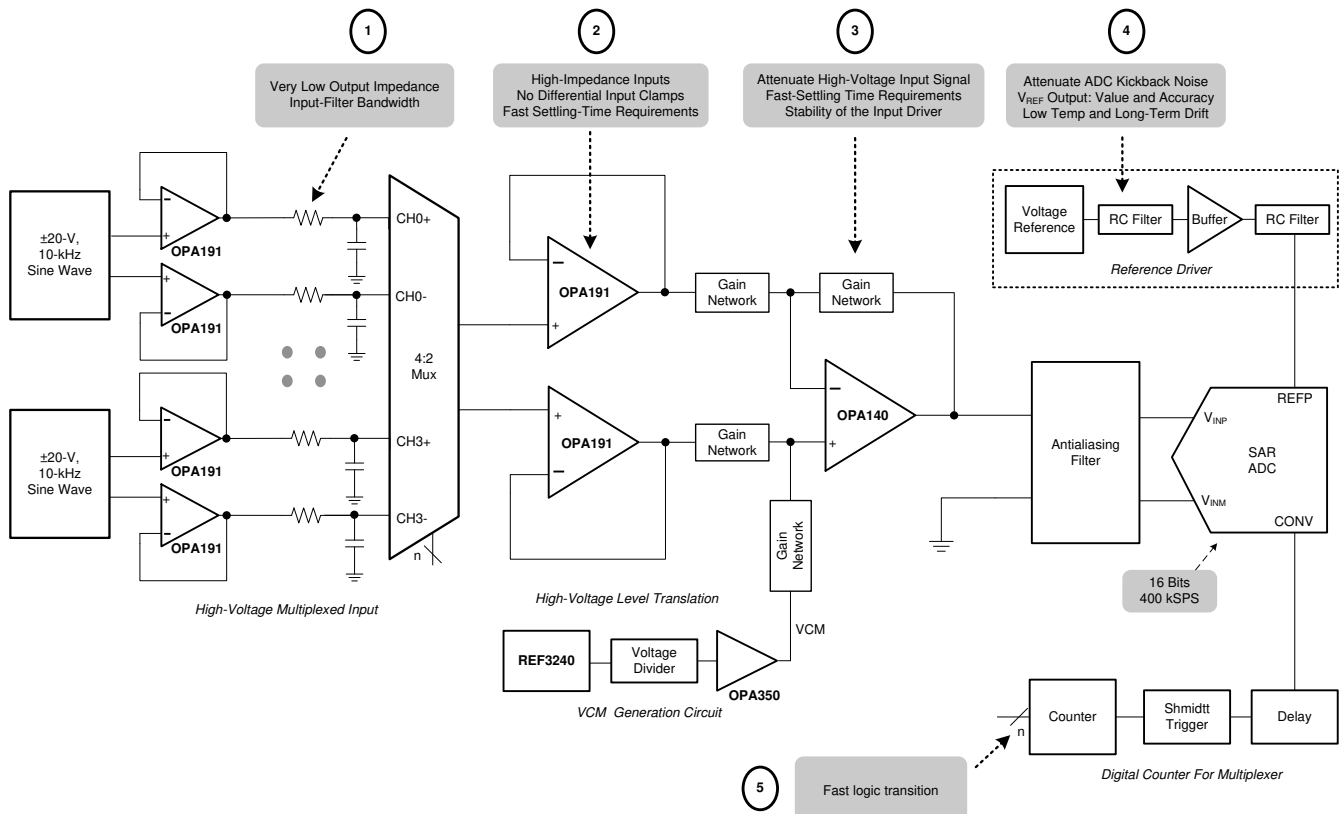 1
2
3
4
Very Low Output Impedance
Input-Filter Bandwidth
High-Impedance Inputs
No Differential Input Clamps
Fast Settling-Time Requirements
Attenuate High-Voltage Input Signal
Fast-Settling Time Requirements
Stability of the Input Driver
Attenuate ADC Kickback Noise
VREF Output: Value and Accuracy
Low Temp and Long-Term Drift
±20-V,
10-kHz
Sine Wave
−
+
OPA191
+
−
OPA191
CH0+
CH0-
4:2
Mux
−
+
OPA191
Gain
Network
Gain
Network
Voltage
Reference
RC Filter
Buffer
RC Filter
Reference Driver
±20-V,
10-kHz
Sine Wave
−
+
OPA191
+
−
OPA191
CH3+
CH3-
n
High-Voltage Multiplexed Input
+
−
OPA191
Gain
Network
−
+
OPA140
Gain
Network
High-Voltage Level Translation
VCM
REF3240
Voltage
Divider
OPA350
VCM Generation Circuit
Antialiasing
Filter
REFP
VINP
SAR
ADC
VINM
CONV
16 Bits
400 kSPS
n
Counter
Shmidtt
Trigger
Delay
Digital Counter For Multiplexer
5
Fast logic transition